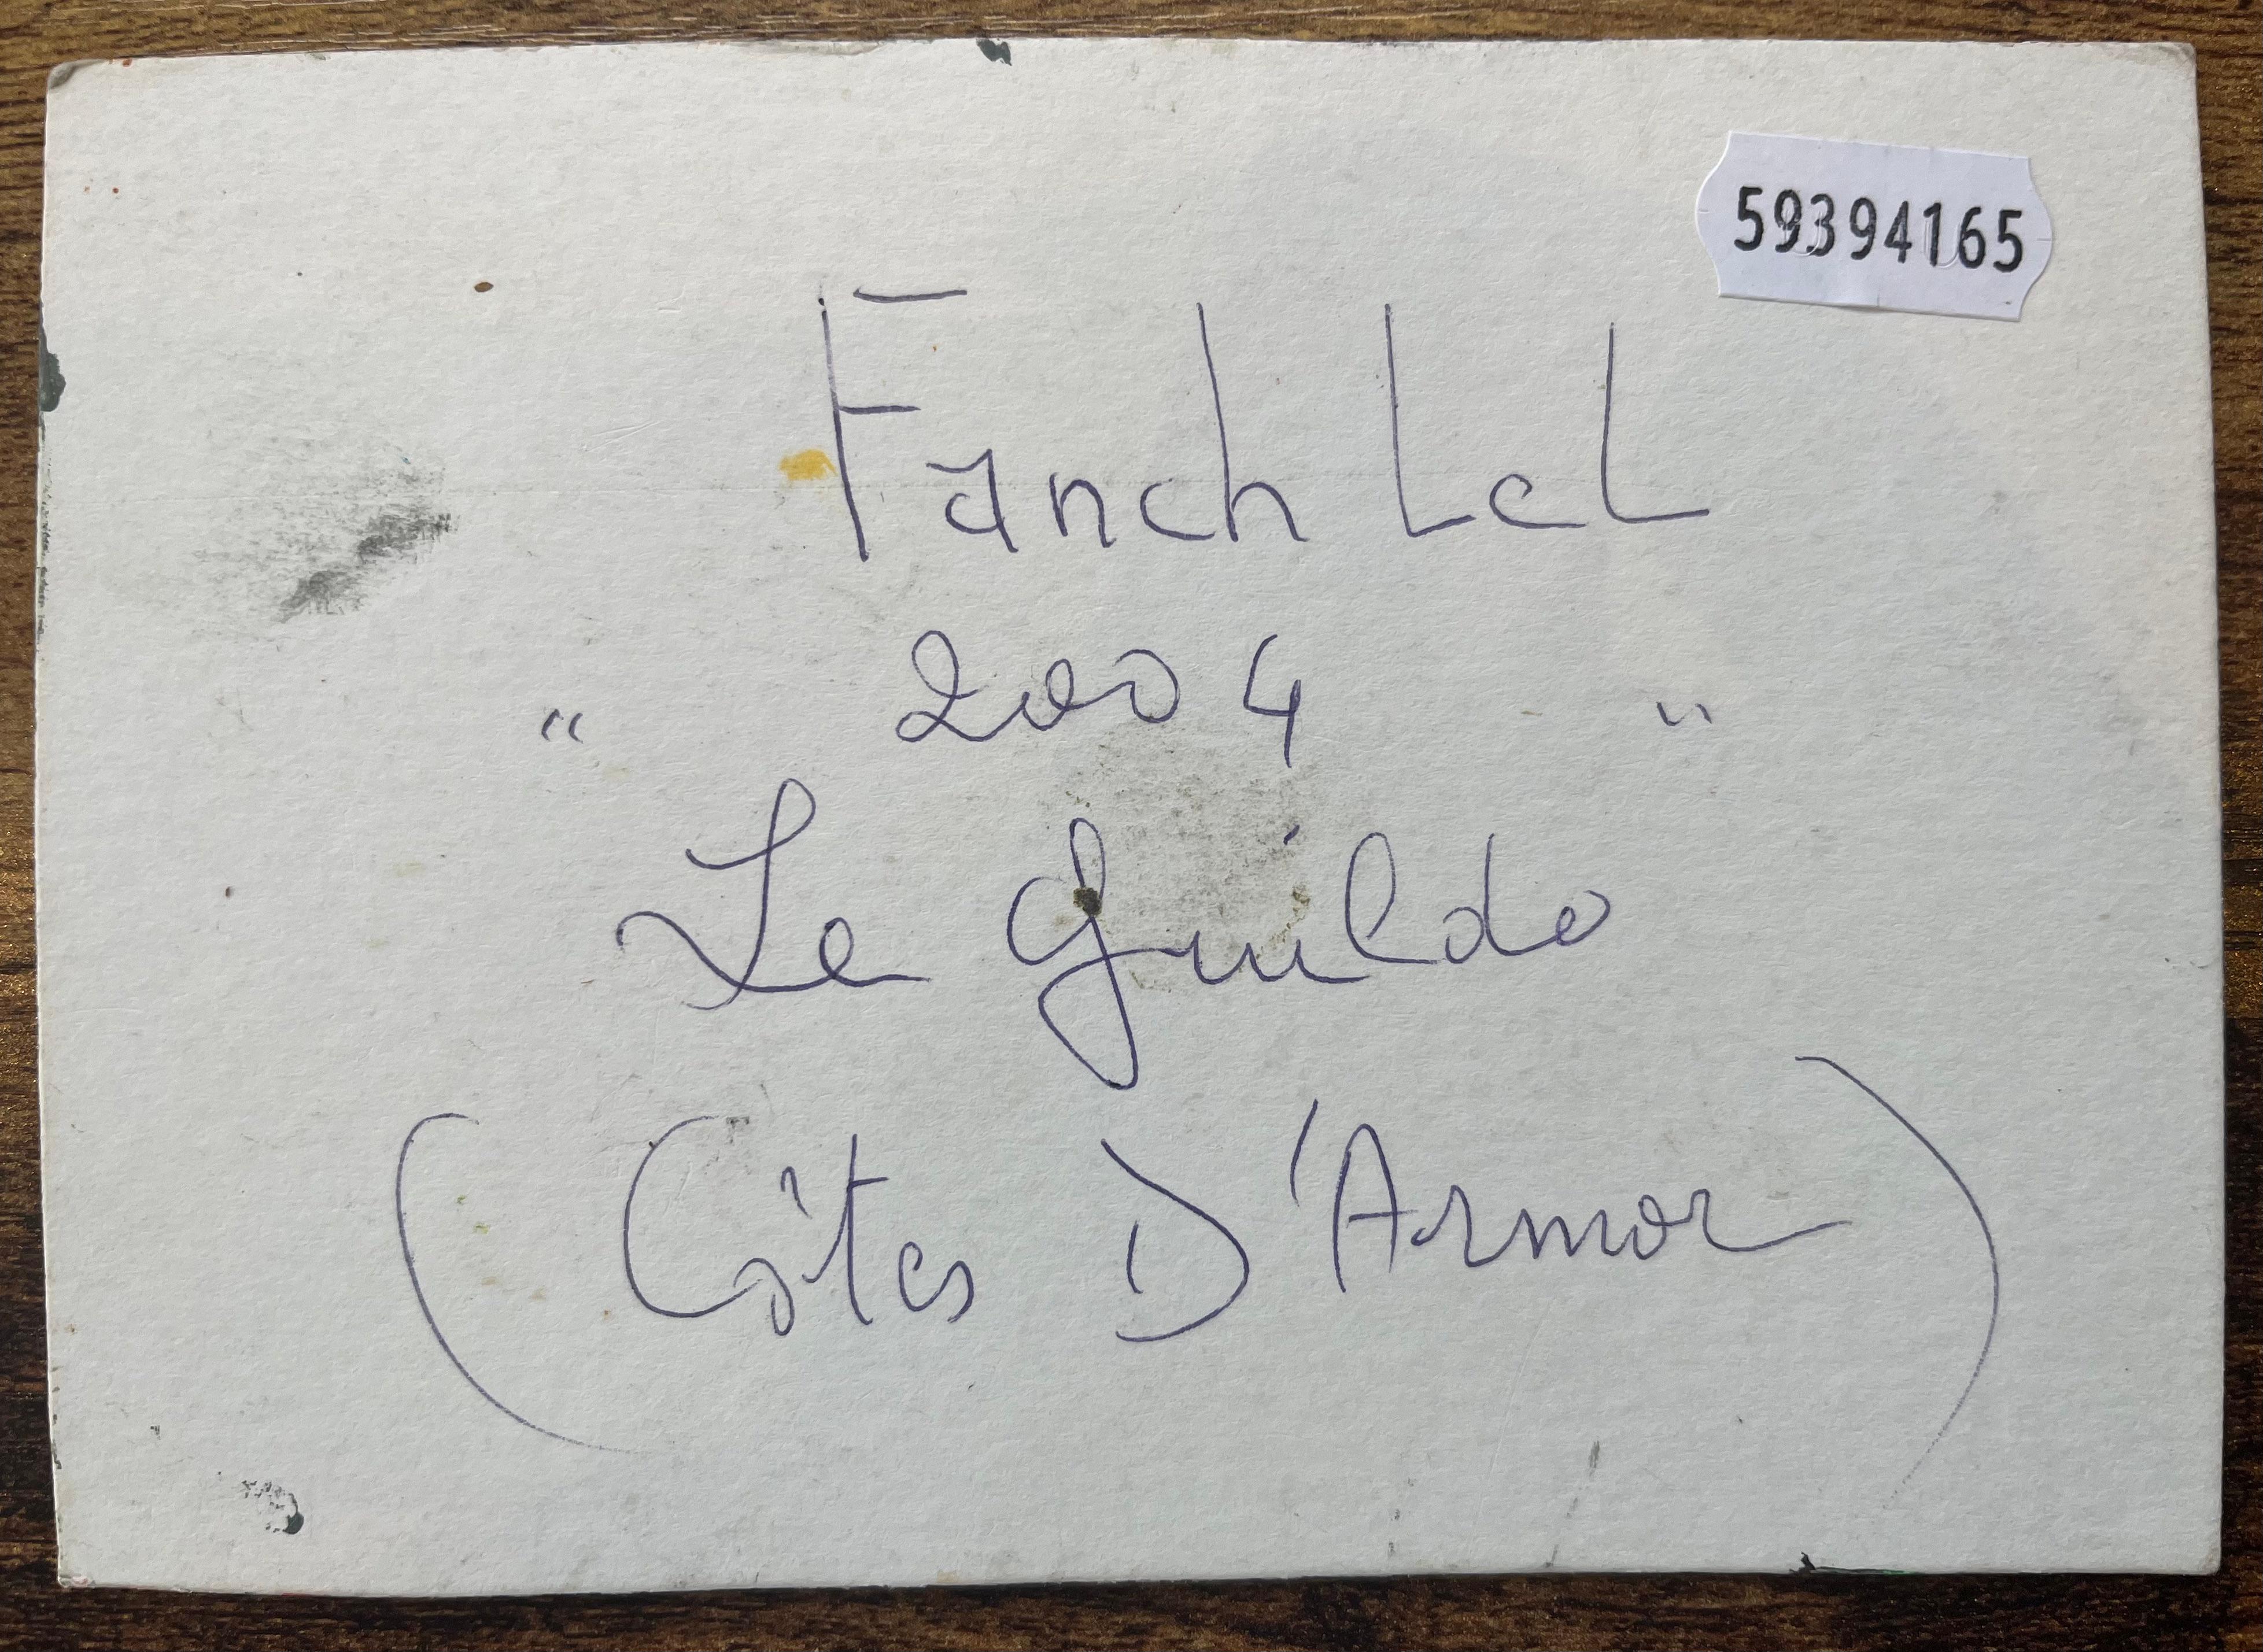 59394165
Fanch Lel
" 2004 "
Le Guildo
(Côtes D'Armor)